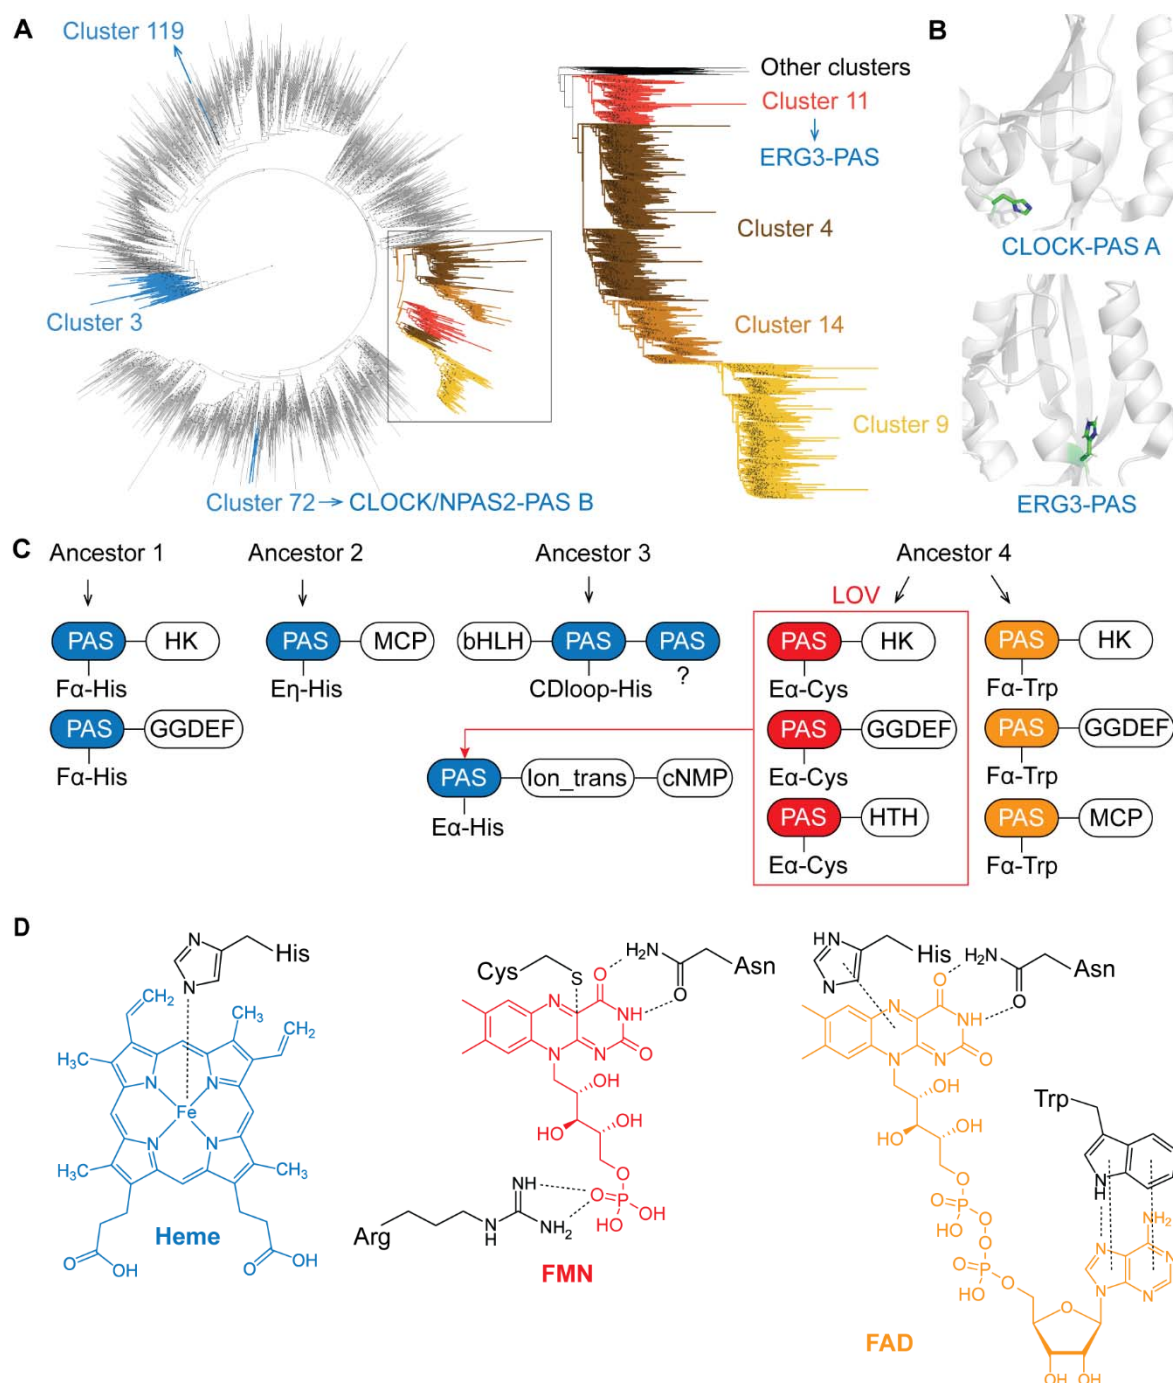 A
Cluster 119
Cluster 3
Cluster 72 → CLOCK/NPAS2-PAS B
Other clusters
Cluster 11
ERG3-PAS
Cluster 4
Cluster 14
Cluster 9
B
CLOCK-PAS A
ERG3-PAS
C
Ancestor 1
Ancestor 2
Ancestor 3
Ancestor 4
LOV
PAS HK
Fα-His
PAS GGDEF
Fα-His
PAS MCP
Eη-His
bHLH PAS PAS
CDloop-His
?
PAS Ion_trans cNMP
Eα-His
PAS HK
Eα-Cys
PAS GGDEF
Eα-Cys
PAS HTH
Eα-Cys
PAS HK
Fα-Trp
PAS GGDEF
Fα-Trp
PAS MCP
Fα-Trp
D
N
His
N
CH2
CH3
CH2
H3C
N
N
Fe
N
N
H3C
CH3
O
OH
Heme
O
OH
Cys
S
O
H2N
Asn
O
N
NH
N
N
O
OH
OH
HO
HO
O
O
P
OH
HO
NH
NH2
N
H
Arg
FMN
HN
N
His
O
H2N
Asn
O
N
NH
N
N
O
OH
OH
HO
HO
O
O
P
HO
O
O
O
P
HO
O
Trp
N
H
NH2
N
N
N
N
O
OH
OH
FAD